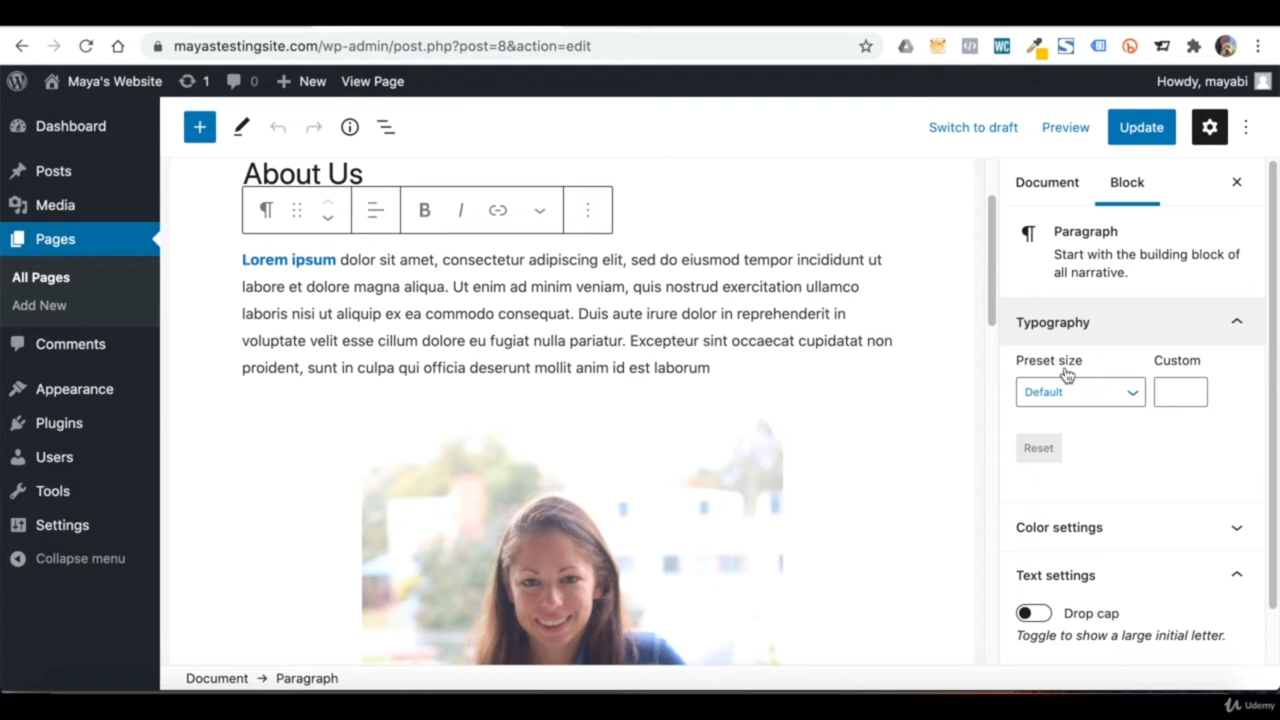 mayastestingsite.com/wp-admin/post.php?post=8&action=edit
Maya's Website 1 0 New View Page Howdy, mayabi
Dashboard
Posts
Media
Pages
All Pages
Add New
Comments
Appearance
Plugins
Users
Tools
Settings
Collapse menu
Switch to draft Preview Update
About Us
B I
Lorem ipsum dolor sit amet, consectetur adipiscing elit, sed do eiusmod tempor incididunt ut
labore et dolore magna aliqua. Ut enim ad minim veniam, quis nostrud exercitation ullamco
laboris nisi ut aliquip ex ea commodo consequat. Duis aute irure dolor in reprehenderit in
voluptate velit esse cillum dolore eu fugiat nulla pariatur. Excepteur sint occaecat cupidatat non
proident, sunt in culpa qui officia deserunt mollit anim id est laborum
Document Block
Paragraph
Start with the building block of
all narrative.
Typography
Preset size Custom
Default
Reset
Color settings
Text settings
Drop cap
Toggle to show a large initial letter.
Document → Paragraph
Udemy